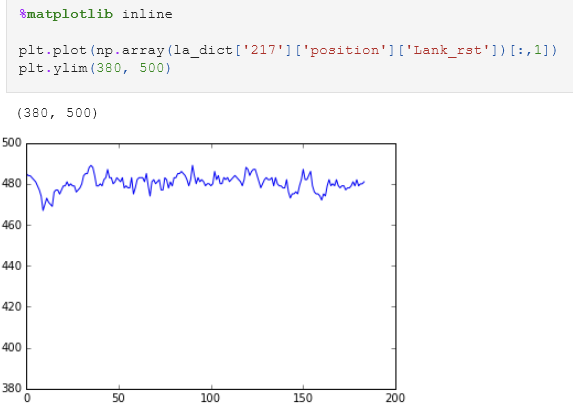 %matplotlib inline
plt.plot(np.array(la_dict['217']['position']['Lank_rst'])[:,1])
plt.ylim(380, 500)
(380, 500)
500
480
460
440
420
400
380
0 50 100 150 200